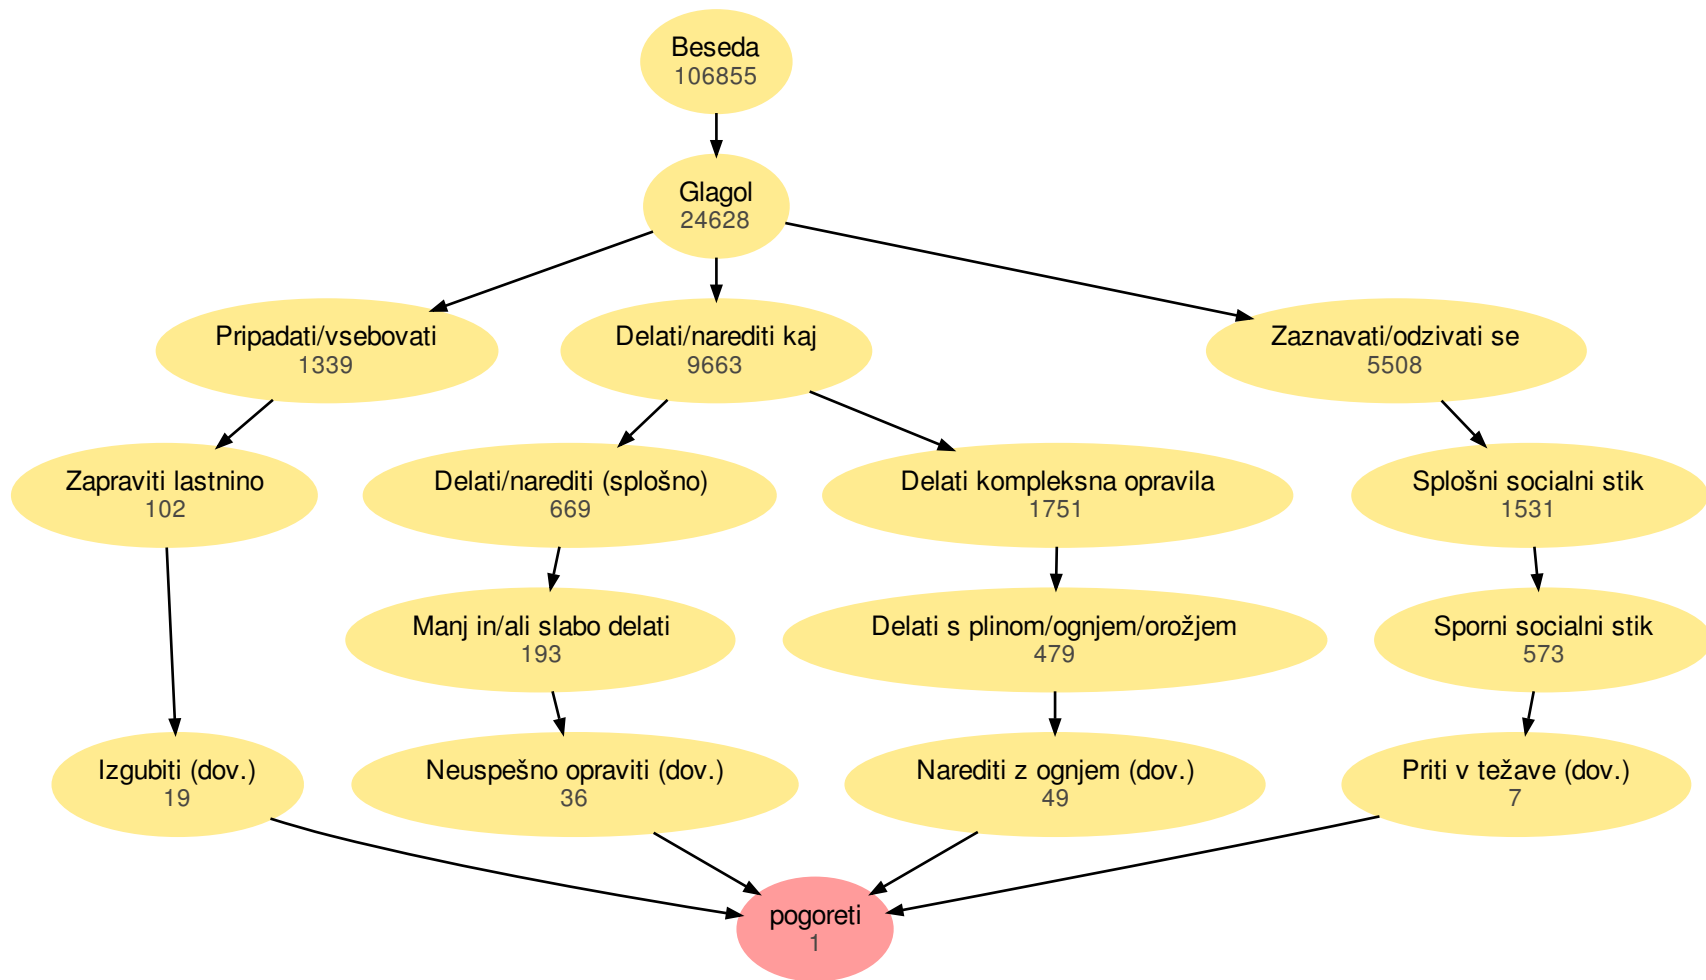 Beseda
106855
Glagol
24628
Pripadati/vsebovati
1339
Delati/narediti kaj
9663
Zaznavati/odzivati se
5508
Zapraviti lastnino
102
Delati/narediti (splošno)
669
Delati kompleksna opravila
1751
Splošni socialni stik
1531
Manj in/ali slabo delati
193
Delati s plinom/ognjem/orožjem
479
Sporni socialni stik
573
Izgubiti (dov.)
19
Neuspešno opraviti (dov.)
36
Narediti z ognjem (dov.)
49
Priti v težave (dov.)
7
pogoreti
1